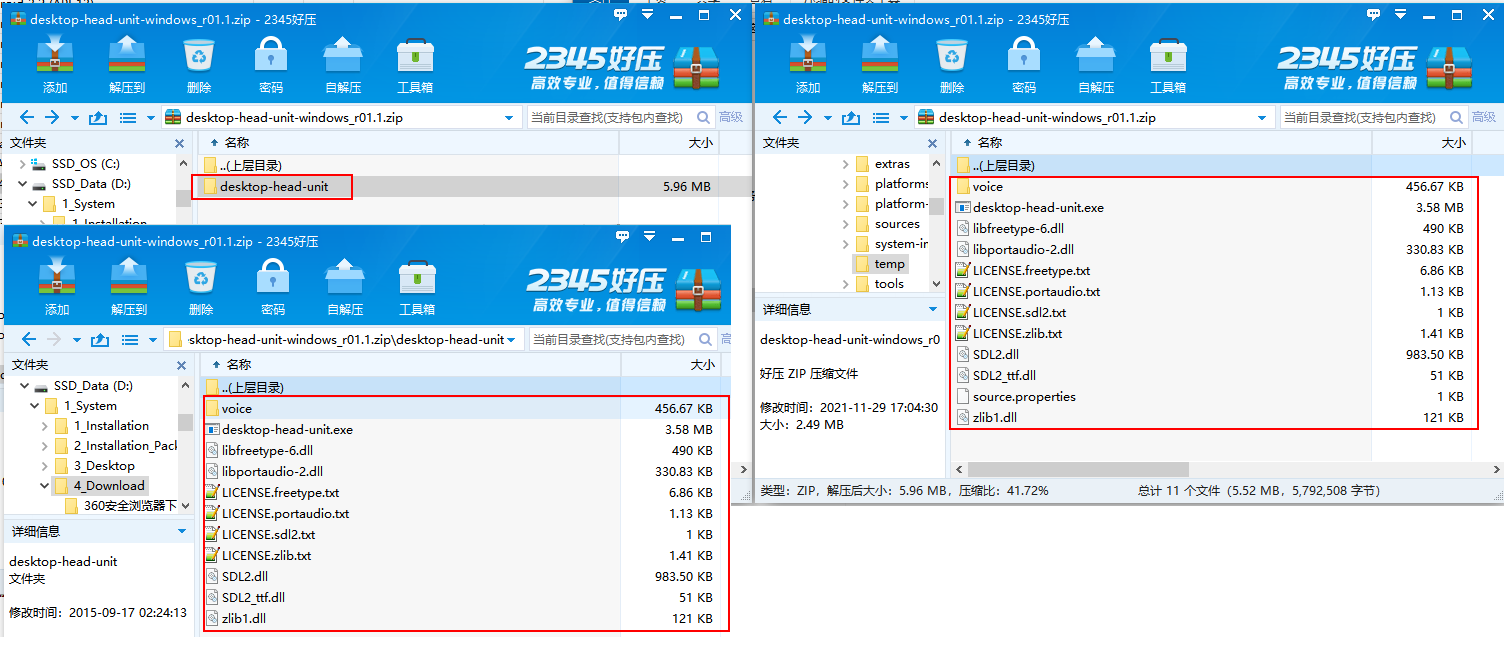 desktop-head-unit-windows_r01.1.zip - 2345好压
添加 解压到 删除 密码 自解压 工具箱
2345好压
高效专业，值得信赖
desktop-head-unit-windows_r01.1.zip
当前目录查找(支持包内查找) 高级
文件夹 名称 大小
SSD_OS (C:)
SSD_Data (D:)
1_System
1_Installation
..(上层目录)
desktop-head-unit 5.96 MB
desktop-head-unit-windows_r01.1.zip - 2345好压
添加 解压到 删除 密码 自解压 工具箱
2345好压
高效专业，值得信赖
sktop-head-unit-windows_r01.1.zip\desktop-head-unit
当前目录查找(支持包内查找) 高
文件夹 名称 大小
SSD_Data (D:)
1_System
1_Installation
2_Installation_Pack
3_Desktop
4_Download
360安全浏览器下
详细信息
desktop-head-unit
文件夹
修改时间：2015-09-17 02:24:13
..(上层目录)
voice 456.67 KB
desktop-head-unit.exe 3.58 MB
libfreetype-6.dll 490 KB
libportaudio-2.dll 330.83 KB
LICENSE.freetype.txt 6.86 KB
LICENSE.portaudio.txt 1.13 KB
LICENSE.sdl2.txt 1 KB
LICENSE.zlib.txt 1.41 KB
SDL2.dll 983.50 KB
SDL2_ttf.dll 51 KB
zlib1.dll 121 KB
desktop-head-unit-windows_r01.1.zip - 2345好压
添加 解压到 删除 密码 自解压 工具箱
2345好压
高效专业，值得信赖
desktop-head-unit-windows_r01.1.zip
当前目录查找(支持包内查找) 高级
文件夹 名称 大小
extras
platforms
platform-
sources
system-im
temp
tools
详细信息
desktop-head-unit-windows_r0
好压 ZIP 压缩文件
修改时间：2021-11-29 17:04:30
大小：2.49 MB
..(上层目录)
voice 456.67 KB
desktop-head-unit.exe 3.58 MB
libfreetype-6.dll 490 KB
libportaudio-2.dll 330.83 KB
LICENSE.freetype.txt 6.86 KB
LICENSE.portaudio.txt 1.13 KB
LICENSE.sdl2.txt 1 KB
LICENSE.zlib.txt 1.41 KB
SDL2.dll 983.50 KB
SDL2_ttf.dll 51 KB
source.properties 1 KB
zlib1.dll 121 KB
类型：ZIP，解压后大小：5.96 MB，压缩比：41.72% 总计 11 个文件（5.52 MB，5,792,508 字节）